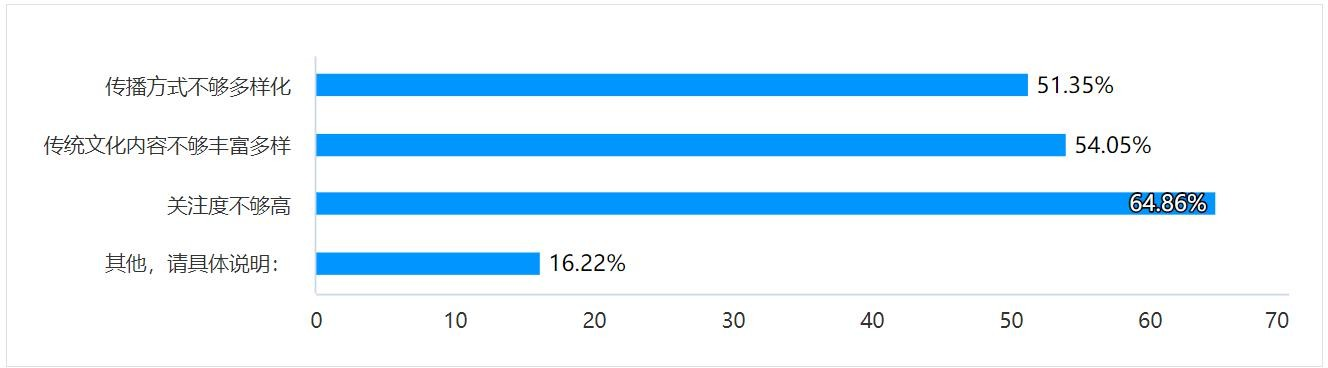 传播方式不够多样化 51.35%
传统文化内容不够丰富多样 54.05%
关注度不够高 64.86%
其他，请具体说明： 16.22%
0 10 20 30 40 50 60 70